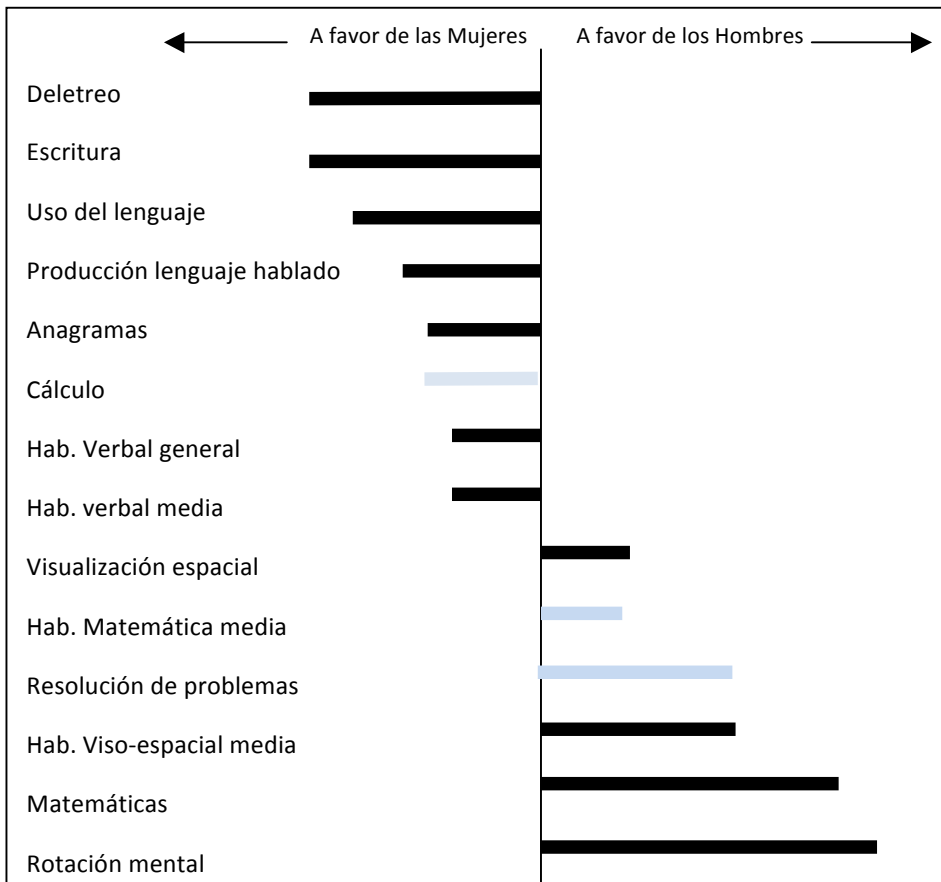 A favor de las Mujeres
A favor de los Hombres
Deletreo
Escritura
Uso del lenguaje
Producción lenguaje hablado
Anagramas
Cálculo
Hab. Verbal general
Hab. verbal media
Visualización espacial
Hab. Matemática media
Resolución de problemas
Hab. Viso-espacial media
Matemáticas
Rotación mental